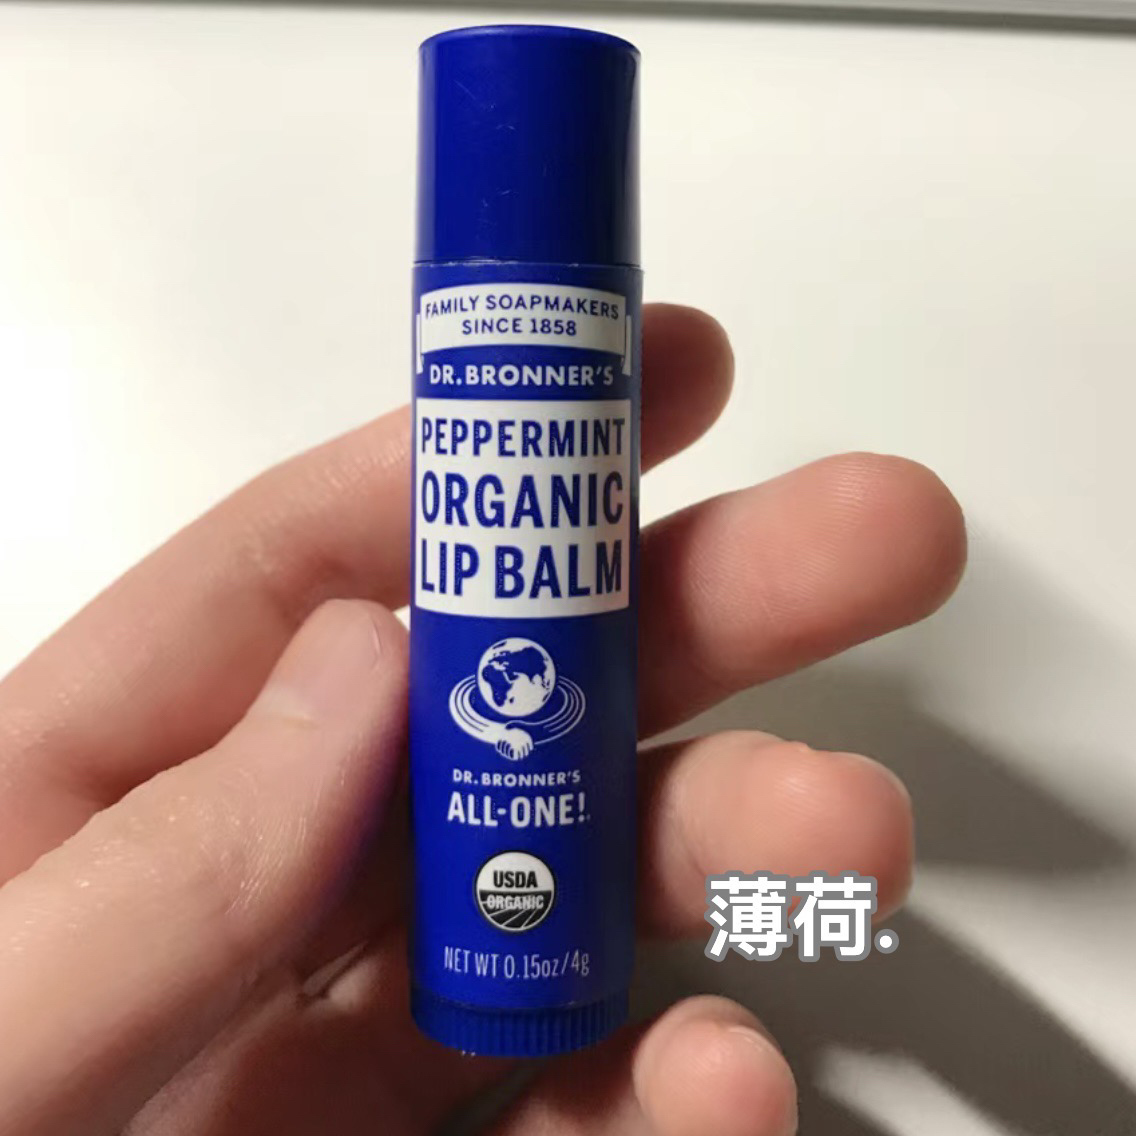 FAMILY SOAPMAKERS
SINCE 1858
DR. BRONNER'S
PEPPERMINT
ORGANIC
LIP BALM
DR. BRONNER'S
ALL-ONE!
USDA
ORGANIC
NET WT 0.15oz/4g
薄荷.